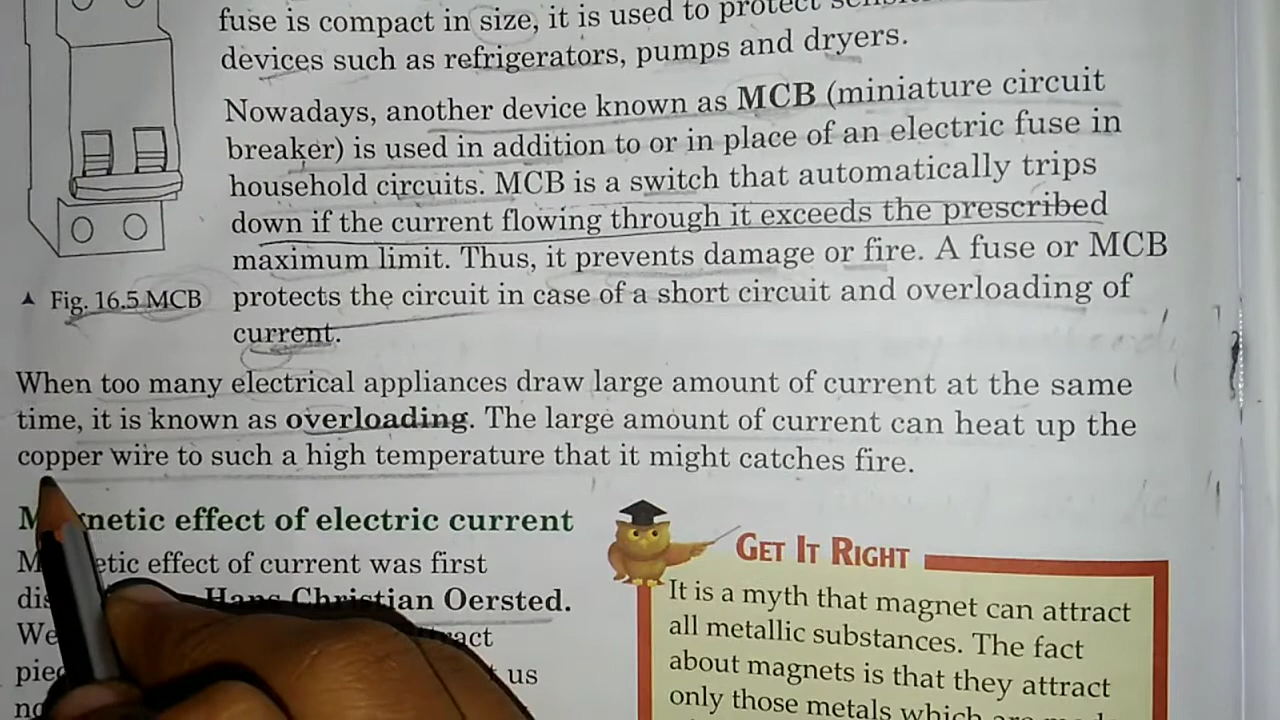 fuse is compact in size, it is used to protect
devices such as refrigerators, pumps and dryers.
Nowadays, another device known as MCB (miniature circuit
breaker) is used in addition to or in place of an electric fuse in
household circuits. MCB is a switch that automatically trips
down if the current flowing through it exceeds the prescribed
maximum limit. Thus, it prevents damage or fire. A fuse or MCB
protects the circuit in case of a short circuit and overloading of
current.
▲ Fig. 16.5 MCB
When too many electrical appliances draw large amount of current at the same
time, it is known as overloading. The large amount of current can heat up the
copper wire to such a high temperature that it might catches fire.
effect of electric current
effect of current was first
Hans Christian Oersted.
We
us
GET IT RIGHT
It is a myth that magnet can attract
all metallic substances. The fact
about magnets is that they attract
only those metals which are